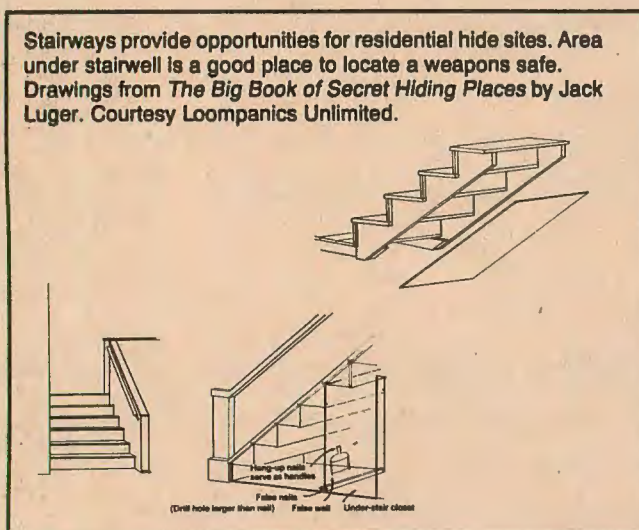 Stairways provide opportunities for residential hide sites. Area
under stairwell is a good place to locate a weapons safe.
Drawings from The Big Book of Secret Hiding Places by Jack
Luger. Courtesy Loompanics Unlimited.
Hang-up nails
serve as handles
False nails
(Drill hole larger than nail) False wall Under-stair closet